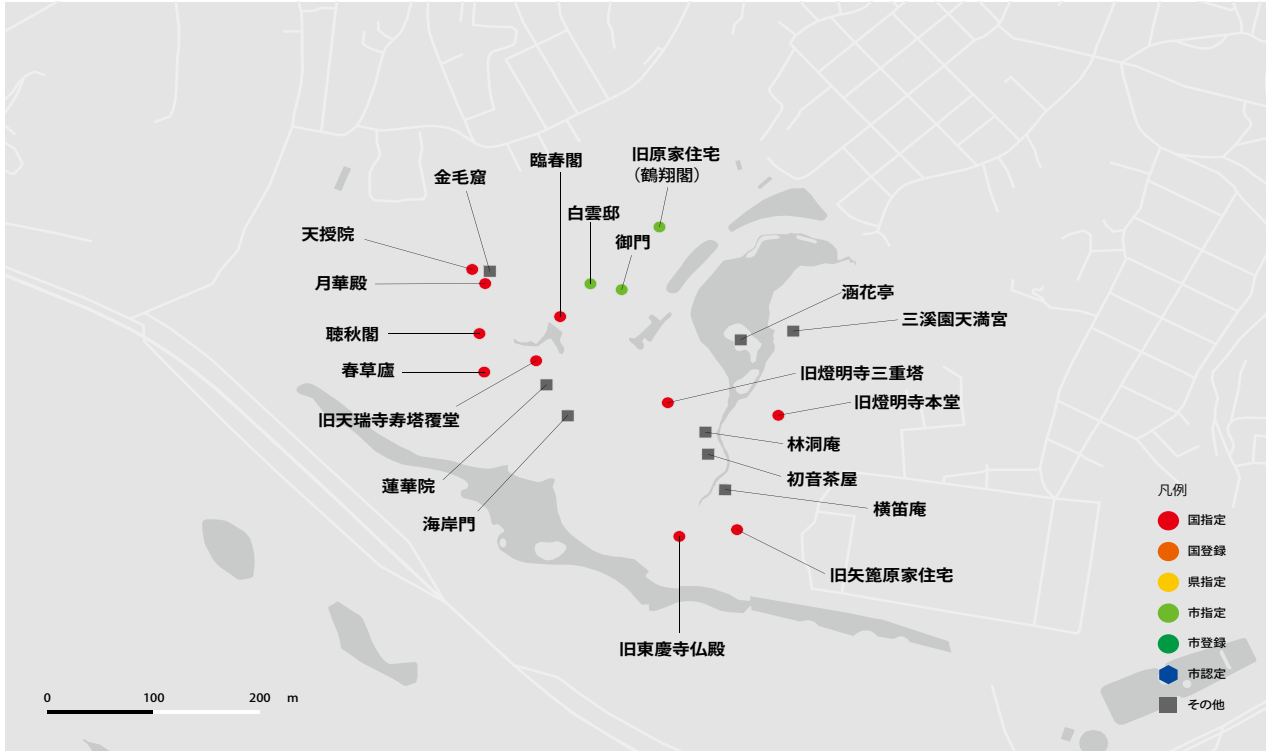 臨春閣
旧原家住宅
（鶴翔閣）
金毛窟
白雲邸
天授院
御門
月華殿
涵花亭
三溪園天満宮
聴秋閣
春草廬
旧燈明寺三重塔
旧燈明寺本堂
旧天瑞寺寿塔覆堂
林洞庵
初音茶屋
蓮華院
横笛庵
海岸門
旧矢箆原家住宅
旧東慶寺仏殿
凡例
国指定
国登録
県指定
市指定
市登録
市認定
その他
0 100 200 m